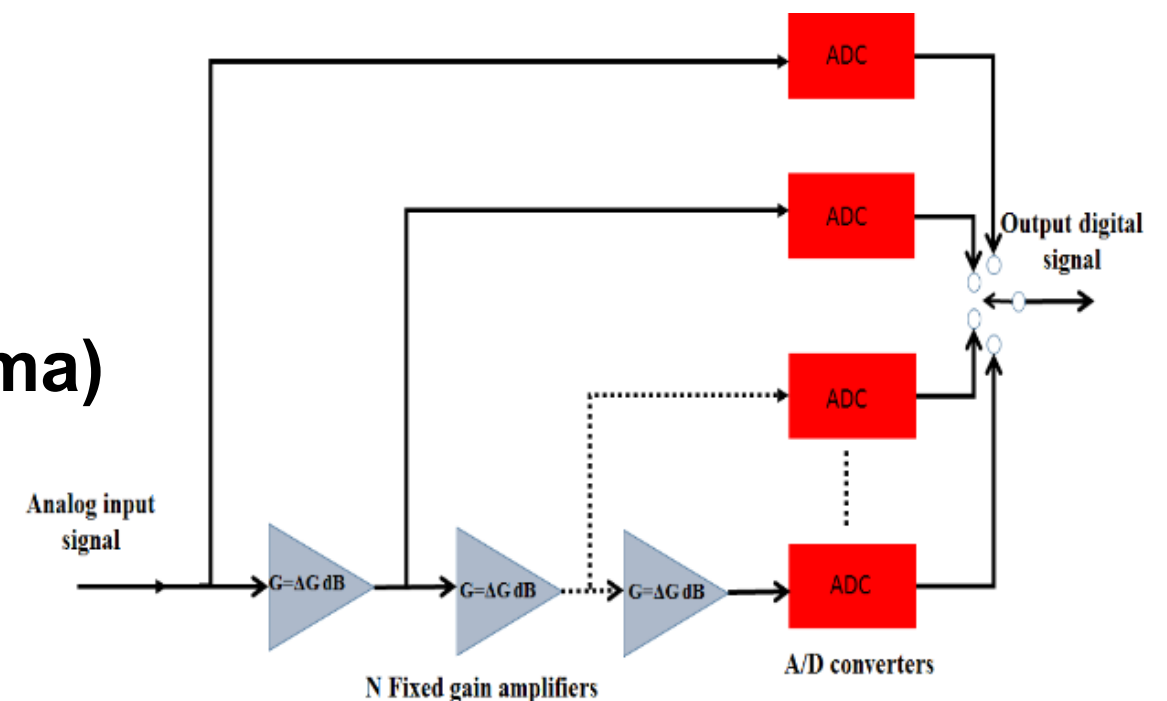 ADC
ADC
Output digital
signal
ma)
ADC
Analog input
signal
G=ΔG dB
G=ΔG dB
G=ΔG dB
ADC
A/D converters
N Fixed gain amplifiers